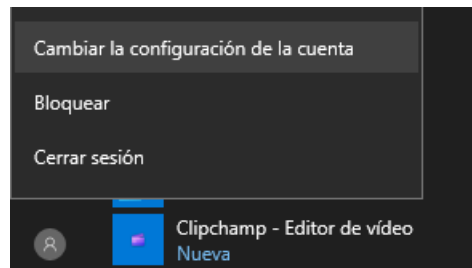 Cambiar la configuración de la cuenta
Bloquear
Cerrar sesión
Clipchamp - Editor de vídeo
Nueva